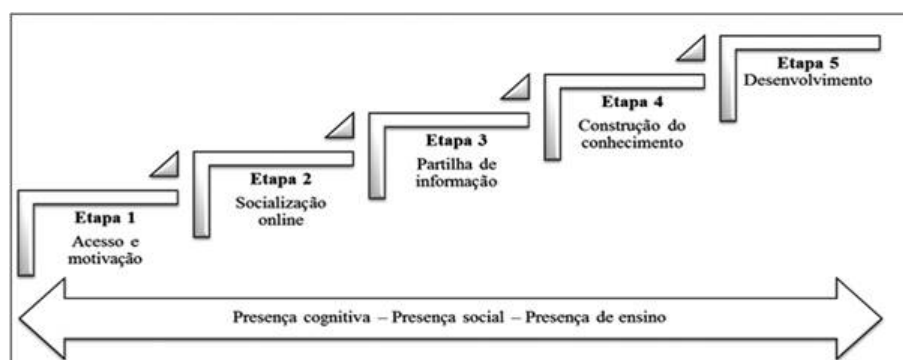 Etapa 1
Acesso e
motivação
Etapa 2
Socialização
online
Etapa 3
Partilha de
informação
Etapa 4
Construção do
conhecimento
Etapa 5
Desenvolvimento
Presença cognitiva – Presença social – Presença de ensino